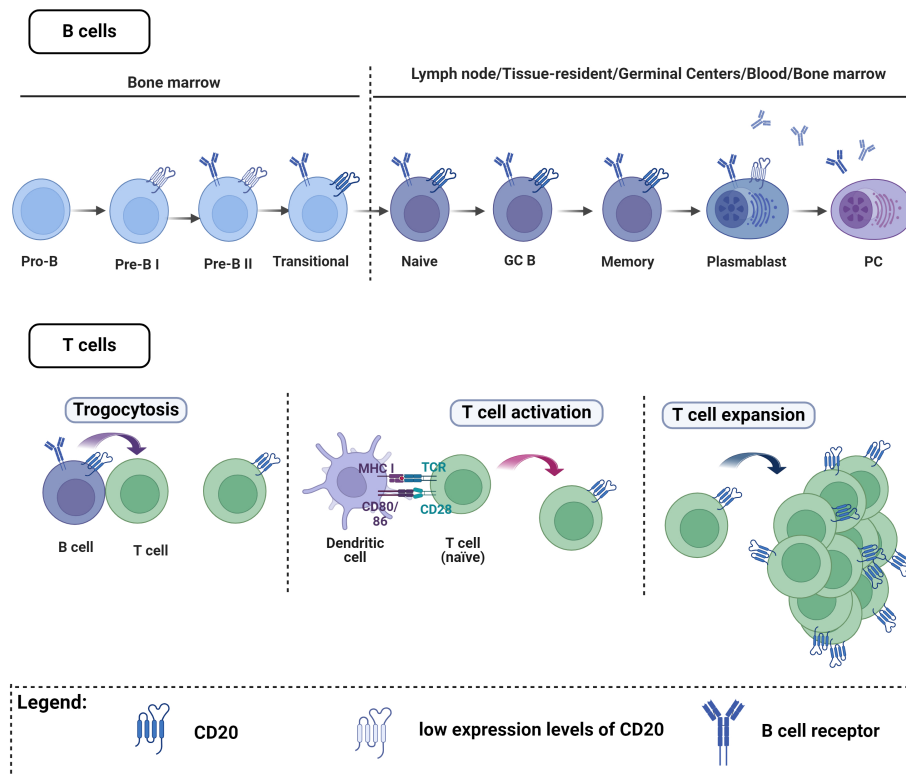 B cells
Bone marrow
Lymph node/Tissue-resident/Germinal Centers/Blood/Bone marrow
Pro-B
Pre-B I
Pre-B II
Transitional
Naive
GC B
Memory
Plasmablast
PC
T cells
Trogocytosis
T cell activation
T cell expansion
MHC I
TCR
CD80/
86
CD28
B cell
T cell
Dendritic
cell
T cell
(naïve)
Legend:
CD20
low expression levels of CD20
B cell receptor